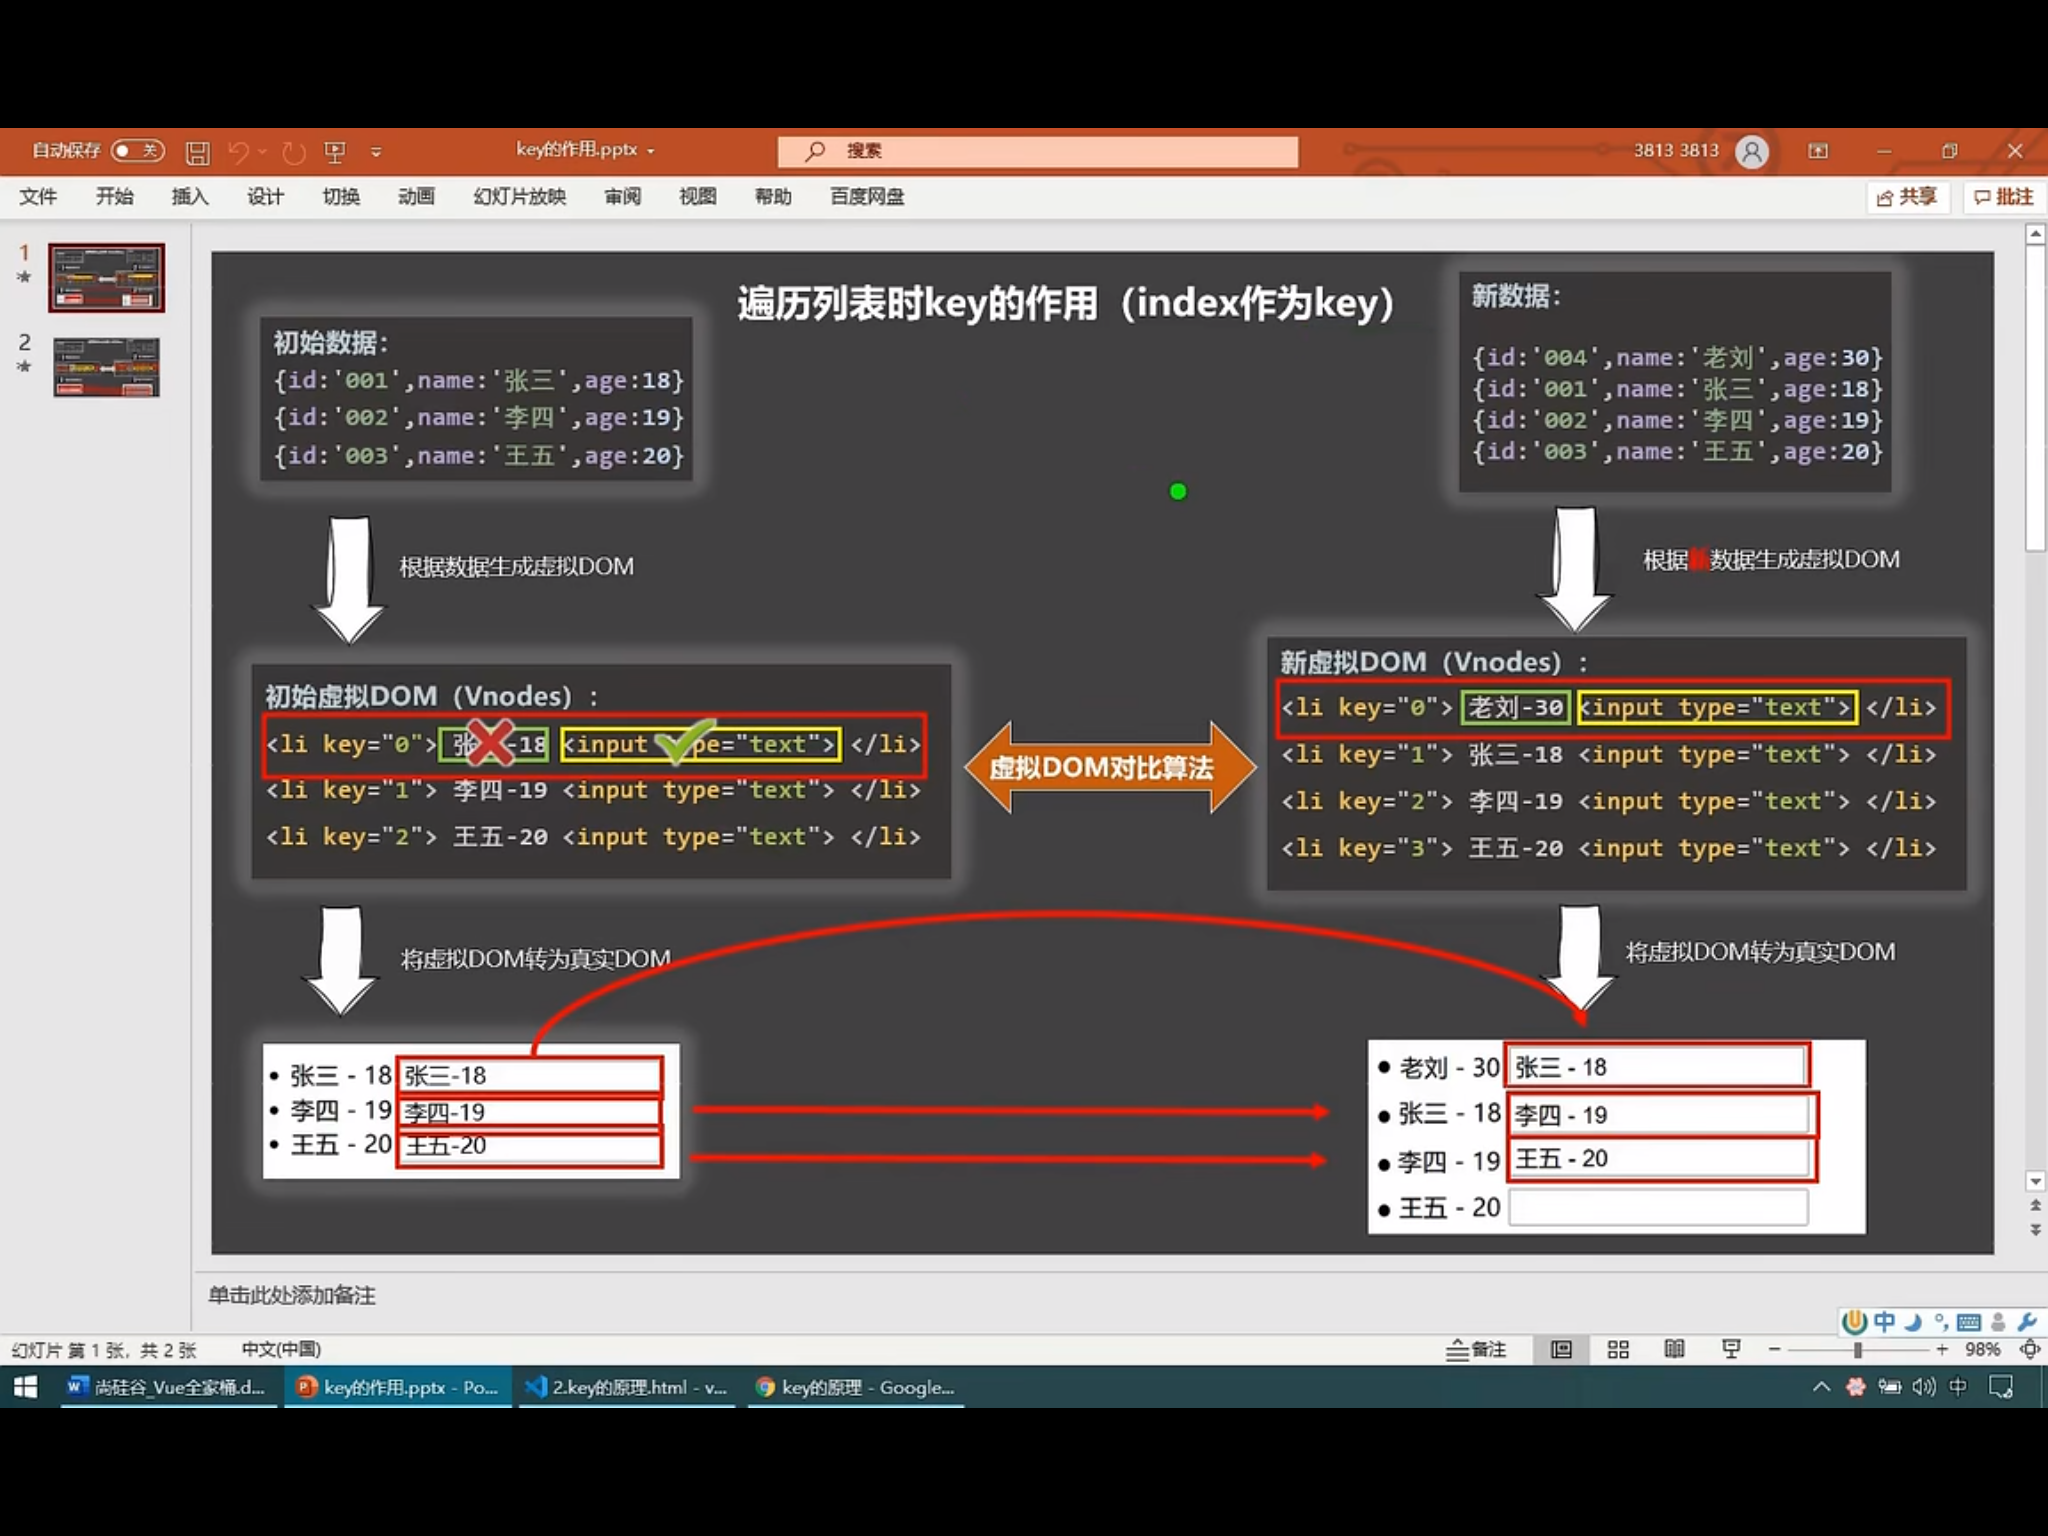 自动保存 关 key的作用.pptx 搜索 3813 3813
文件 开始 插入 设计 切换 动画 幻灯片放映 审阅 视图 帮助 百度网盘 共享 批注
1
2
遍历列表时key的作用（index作为key）
初始数据：
{id:'001',name:'张三',age:18}
{id:'002',name:'李四',age:19}
{id:'003',name:'王五',age:20}
新数据：
{id:'004',name:'老刘',age:30}
{id:'001',name:'张三',age:18}
{id:'002',name:'李四',age:19}
{id:'003',name:'王五',age:20}
根据数据生成虚拟DOM
根据新数据生成虚拟DOM
初始虚拟DOM（Vnodes）：
<li key="0"> 张 -18 <input type="text"> </li>
<li key="1"> 李四-19 <input type="text"> </li>
<li key="2"> 王五-20 <input type="text"> </li>
虚拟DOM对比算法
新虚拟DOM（Vnodes）：
<li key="0"> 老刘-30 <input type="text"> </li>
<li key="1"> 张三-18 <input type="text"> </li>
<li key="2"> 李四-19 <input type="text"> </li>
<li key="3"> 王五-20 <input type="text"> </li>
将虚拟DOM转为真实DOM
将虚拟DOM转为真实DOM
• 张三 - 18 张三-18
• 李四 - 19 李四-19
• 王五 - 20 王五-20
• 老刘 - 30 张三 - 18
• 张三 - 18 李四 - 19
• 李四 - 19 王五 - 20
• 王五 - 20
单击此处添加备注
中
幻灯片 第 1 张，共 2 张 中文(中国) 备注 98%
尚硅谷_Vue全家桶.d... key的作用.pptx - Po... 2.key的原理.html - v... key的原理 - Google... 中